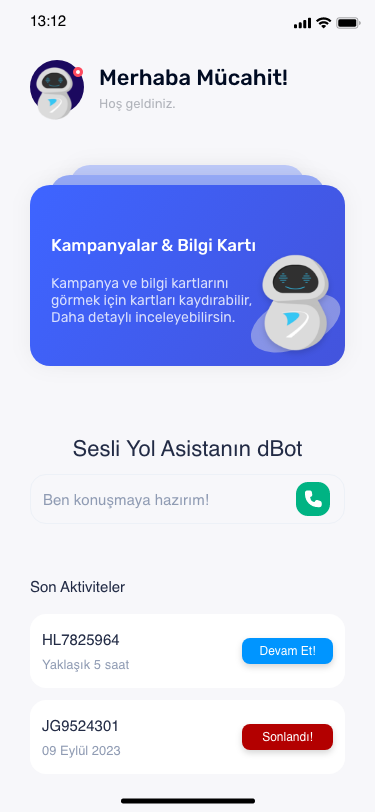 13:12
Merhaba Mücahit!
Hoş geldiniz.
Kampanyalar & Bilgi Kartı
Kampanya ve bilgi kartlarını
görmek için kartları kaydırabilir,
Daha detaylı inceleyebilirsin.
Sesli Yol Asistanın dBot
Ben konuşmaya hazırım!
Son Aktiviteler
HL7825964
Devam Et!
Yaklaşık 5 saat
JG9524301
Sonlandı!
09 Eylül 2023